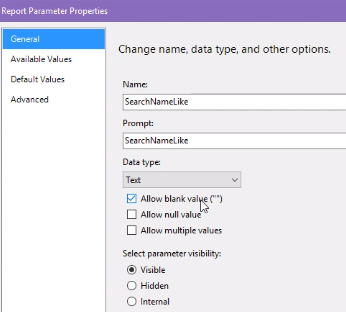 Report Parameter Properties
General
Available Values
Default Values
Advanced
Change name, data type, and other options.
Name:
SearchNameLike
Prompt:
SearchNameLike
Data type:
Text
Allow blank value ("")
Allow null value
Allow multiple values
Select parameter visibility:
Visible
Hidden
Internal